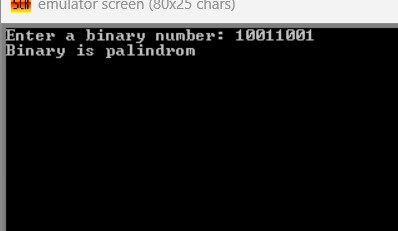 emulator screen (80x25 chars)
Enter a binary number: 10011001
Binary is palindrom